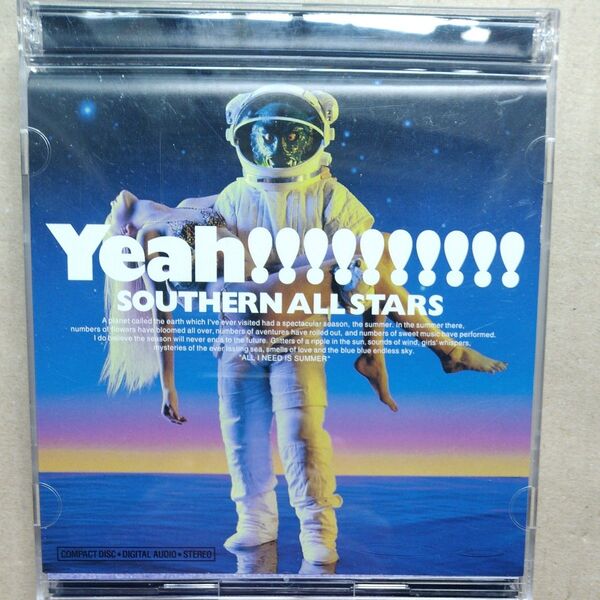 Yeah!!!!!!!!!!
SOUTHERN ALL STARS
A planet called the earth which I've ever visited had a spectacular season, the summer. In the summer there,
numbers of flowers have bloomed all over, numbers of aventures have rolled out, and numbers of sweet music have performed.
I do believe the season will never ends to the future. Glitters of a ripple in the sun, sounds of wind, girls' whispers,
mysteries of the ever lasting sea, smells of love and the blue blue endless sky.
"ALL I NEED IS SUMMER"
COMPACT DISC • DIGITAL AUDIO • STEREO